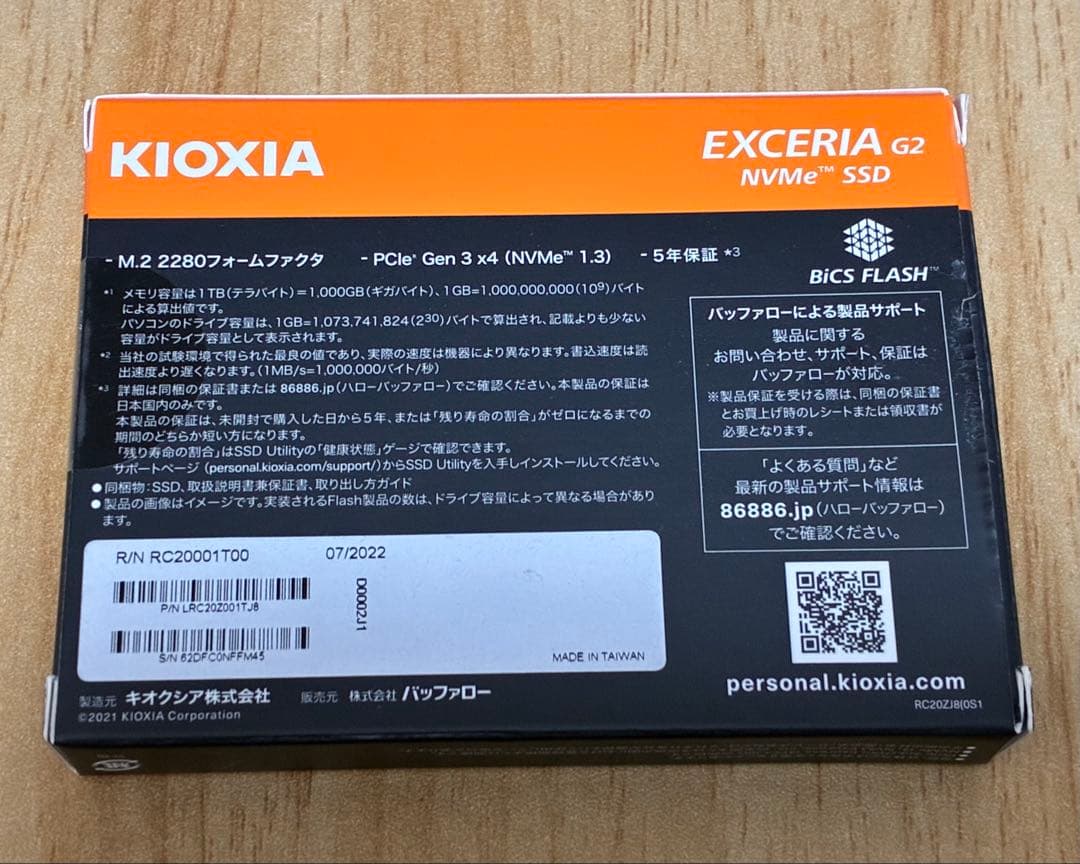 KIOXIA
EXCERIA G2
NVMe™ SSD
- M.2 2280フォームファクタ - PCIe® Gen 3 x4 (NVMe™ 1.3) - 5年保証 *3
BiCS FLASH™
*1 メモリ容量は1TB(テラバイト)=1,000GB(ギガバイト)、1GB=1,000,000,000(10⁹)バイト
による算出値です。
パソコンのドライブ容量は、1GB=1,073,741,824(2³⁰)バイトで算出され、記載よりも少ない
容量がドライブ容量として表示されます。
*2 当社の試験環境で得られた最良の値であり、実際の速度は機器により異なります。書込速度は読
出速度より遅くなります。(1MB/s=1,000,000バイト/秒)
*3 詳細は同梱の保証書または 86886.jp(ハローバッファロー)でご確認ください。本製品の保証は
日本国内のみです。
本製品の保証は、未開封で購入した日から5年、または「残り寿命の割合」がゼロになるまでの
期間のどちらか短い方になります。
「残り寿命の割合」はSSD Utilityの「健康状態」ゲージで確認できます。
サポートページ (personal.kioxia.com/support/)からSSD Utilityを入手しインストールしてください。
● 同梱物:SSD、取扱説明書兼保証書、取り出し方ガイド
● 製品の画像はイメージです。実装されるFlash製品の数は、ドライブ容量によって異なる場合があり
ます。
バッファローによる製品サポート
製品に関する
お問い合わせ、サポート、保証は
バッファローが対応。
※製品保証を受ける際は、同梱の保証書
とお買上げ時のレシートまたは領収書が
必要となります。
「よくある質問」など
最新の製品サポート情報は
86886.jp(ハローバッファロー)
でご確認ください。
R/N RC20001T00 07/2022
P/N LRC20Z001TJ8
D0002J1
S/N 62DFC0NFFM45
MADE IN TAIWAN
製造元 キオクシア株式会社 販売元 株式会社 バッファロー
©2021 KIOXIA Corporation
personal.kioxia.com
RC20ZJ8(0S1